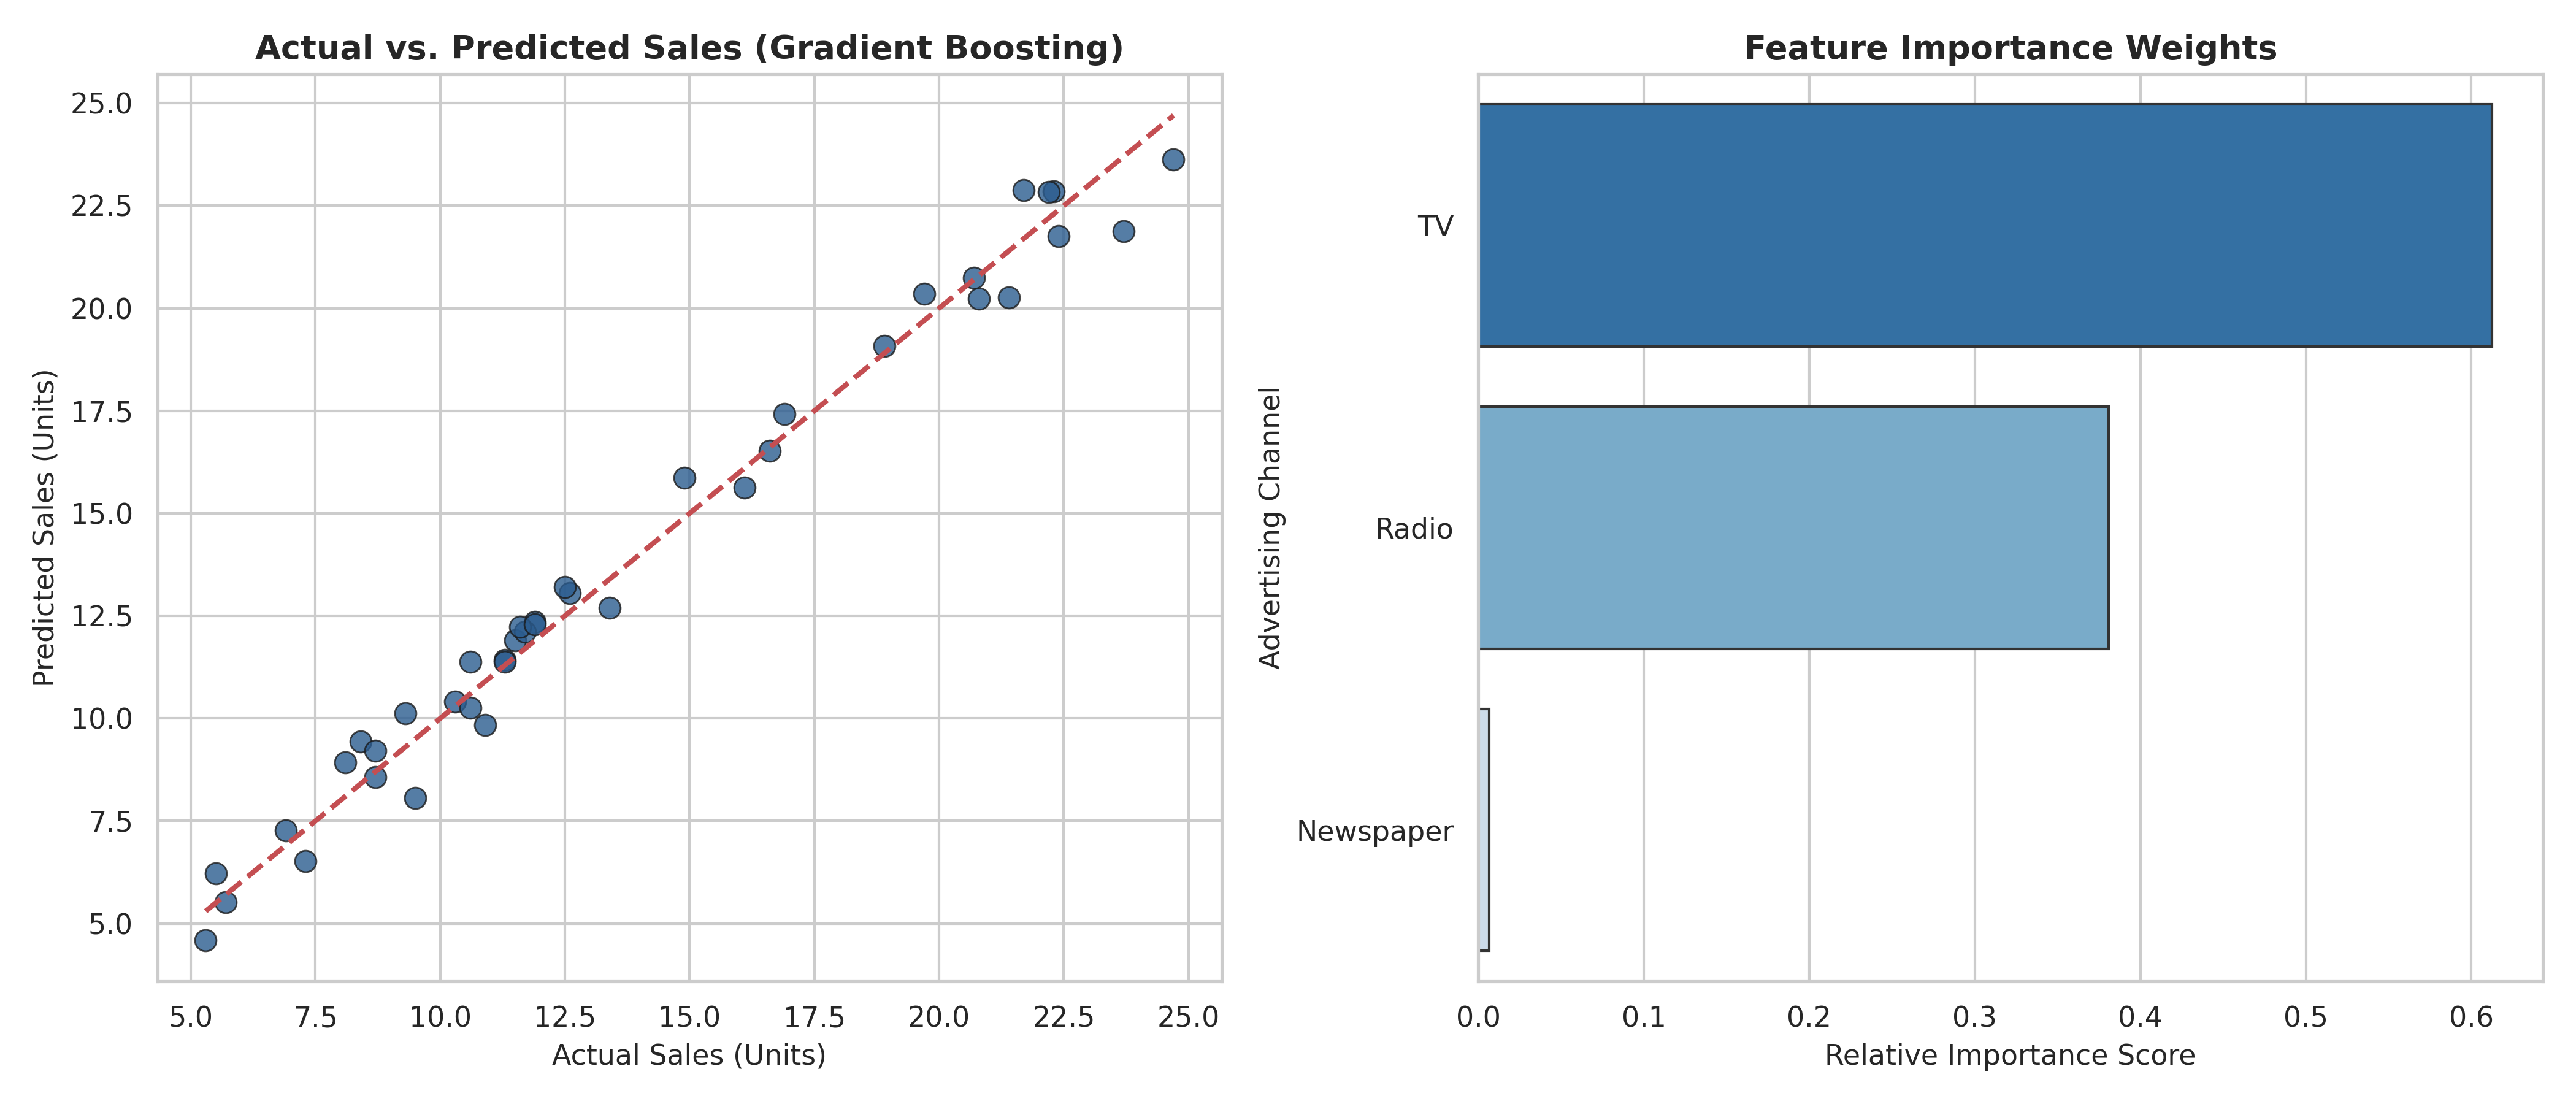 Actual vs. Predicted Sales (Gradient Boosting)
25.0
22.5
20.0
17.5
15.0
12.5
10.0
7.5
5.0
Predicted Sales (Units)
5.0 7.5 10.0 12.5 15.0 17.5 20.0 22.5 25.0
Actual Sales (Units)
Feature Importance Weights
Advertising Channel
TV
Radio
Newspaper
0.0 0.1 0.2 0.3 0.4 0.5 0.6
Relative Importance Score